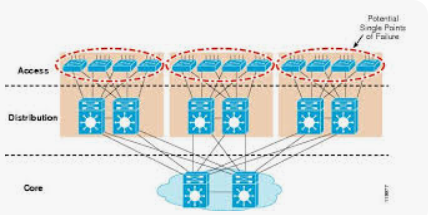 Potential
Single Points
of Failure
Access
Distribution
Core